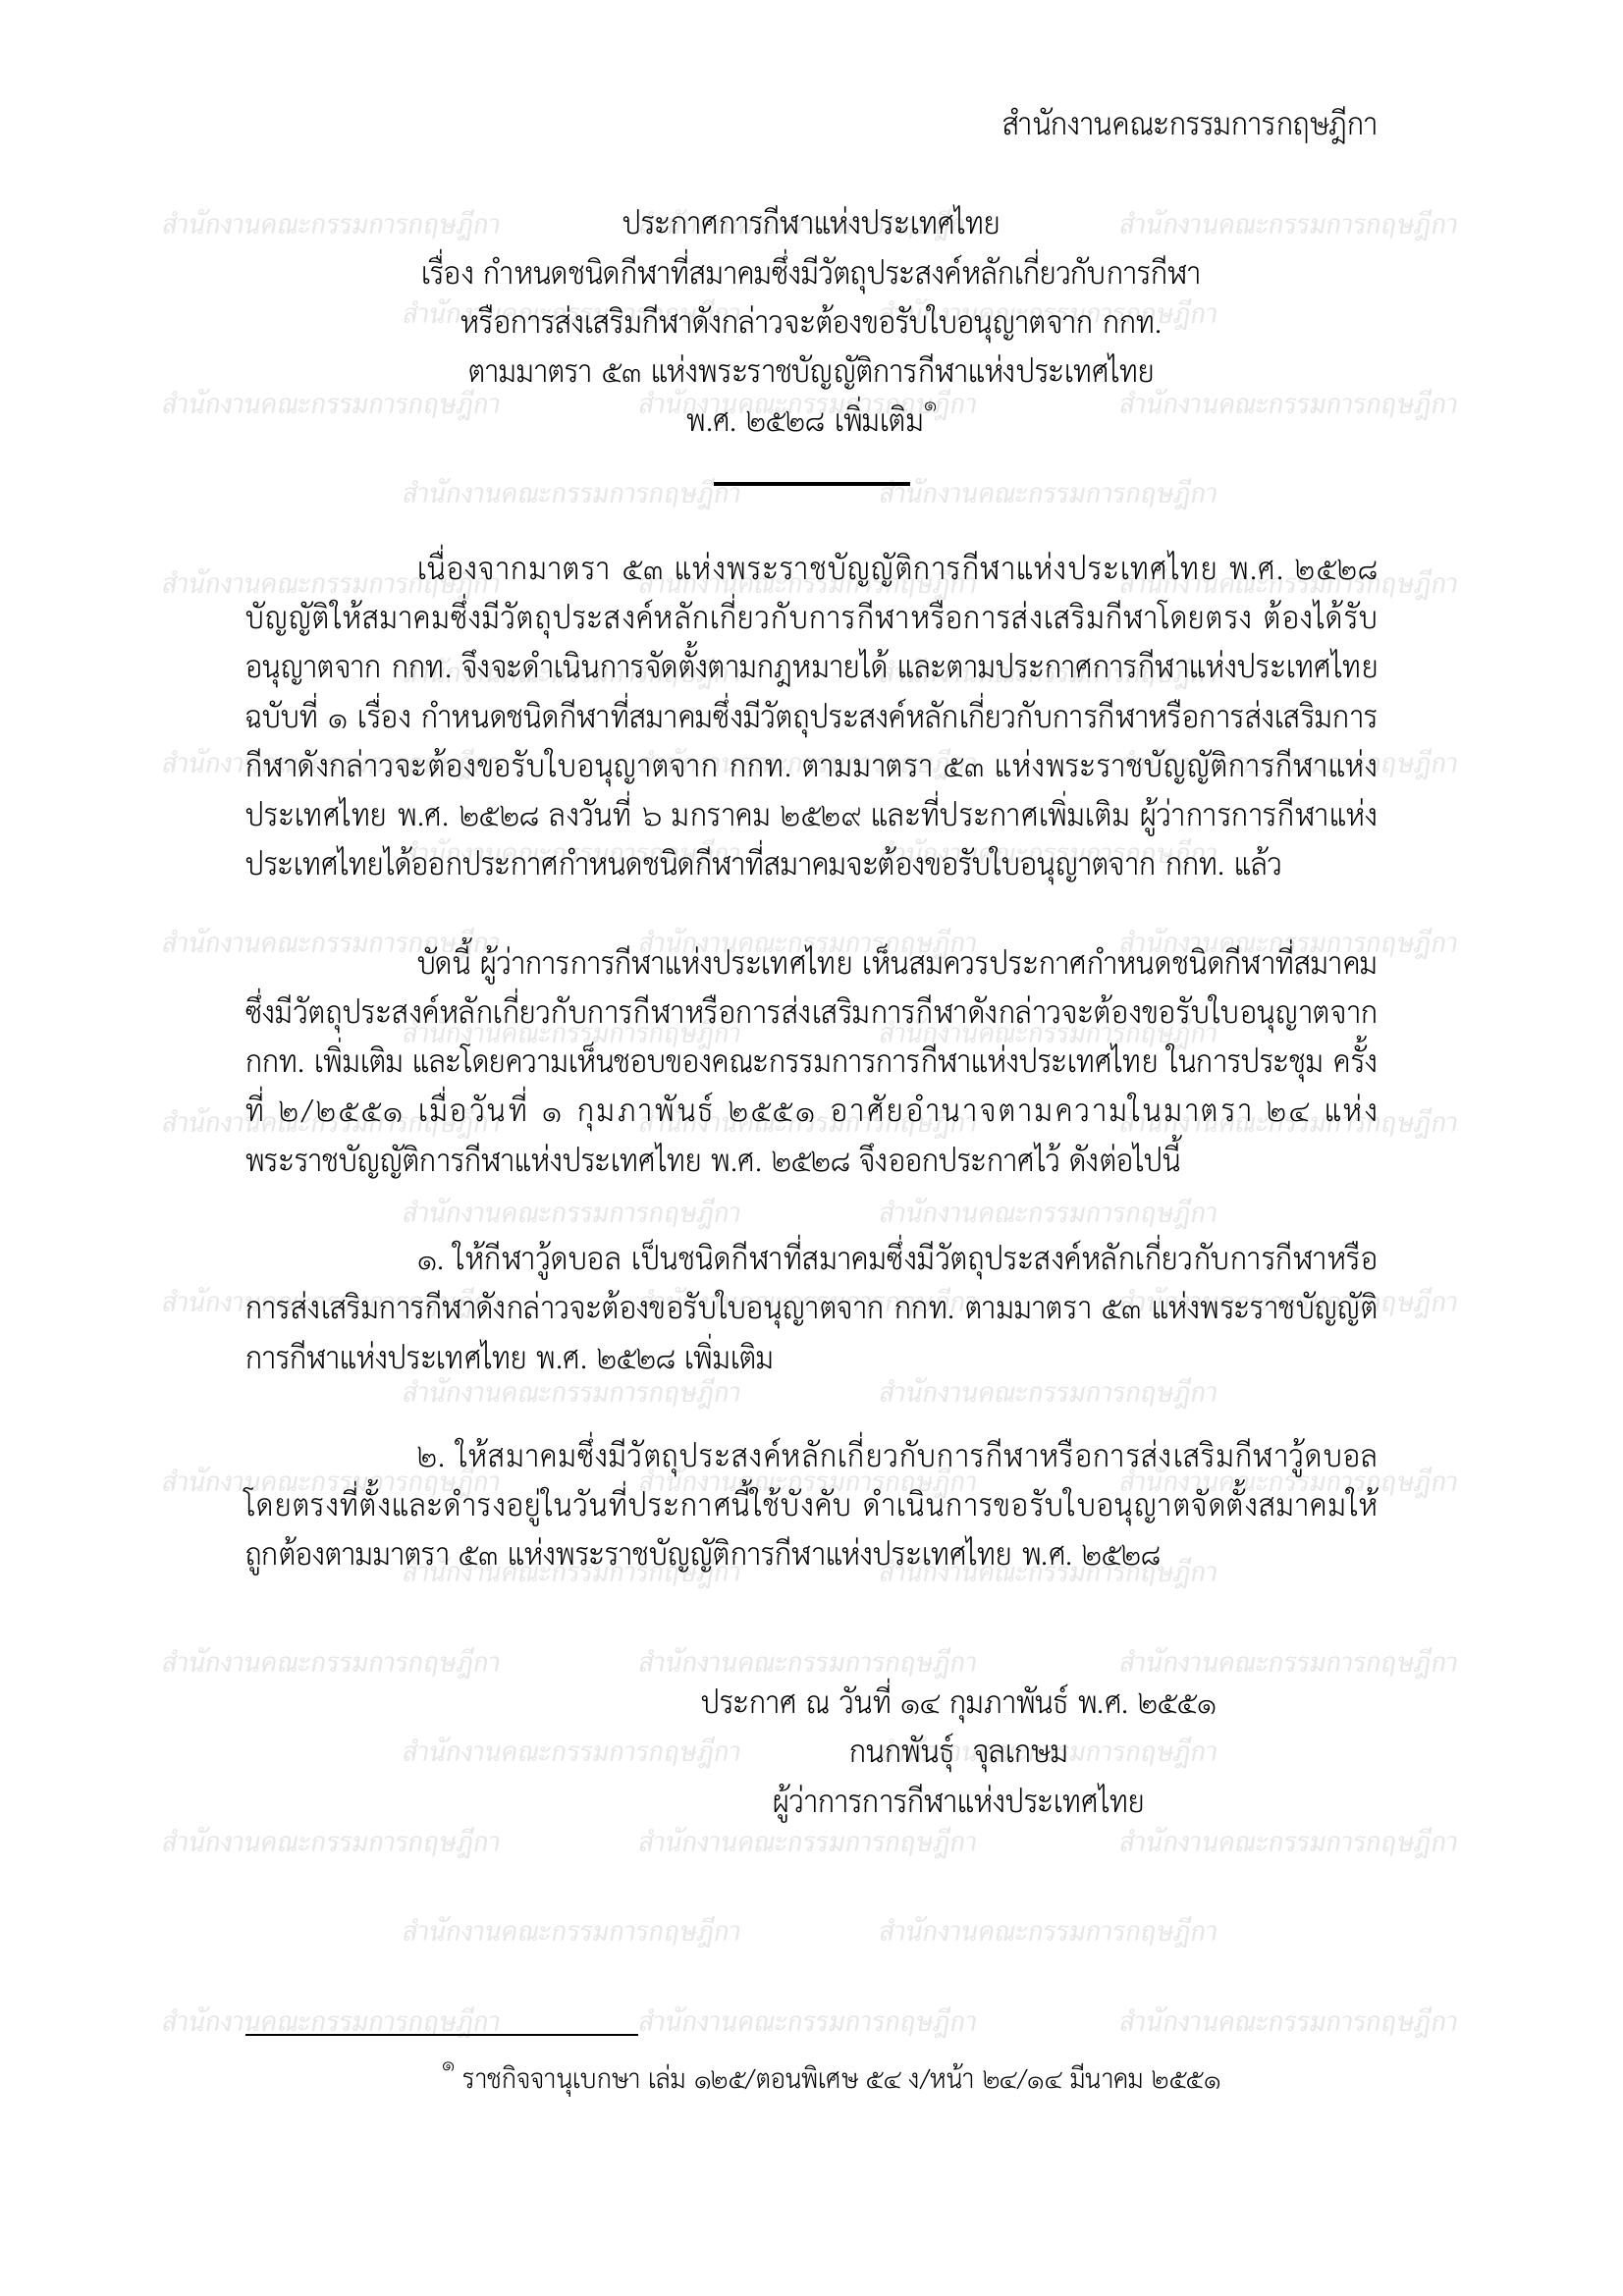 สำนักงานคณะกรรมการกฤษฎีกา
ประกาศการกีฬาแห่งประเทศไทย
เรื่อง กำหนดชนิดกีฬาที่สมาคมซึ่งมีวัตถุประสงค์หลักเกี่ยวกับการกีฬา
หรือการส่งเสริมกีฬาดังกล่าวจะต้องขอรับใบอนุญาตจาก กกท.
ตามมาตรา ๕๓ แห่งพระราชบัญญัติการกีฬาแห่งประเทศไทย
พ.ศ. ๒๕๒๘ เพิ่มเติม๑
เนื่องจากมาตรา ๕๓ แห่งพระราชบัญญัติการกีฬาแห่งประเทศไทย พ.ศ. ๒๕๒๘
บัญญัติให้สมาคมซึ่งมีวัตถุประสงค์หลักเกี่ยวกับการกีฬาหรือการส่งเสริมกีฬาโดยตรง ต้องได้รับ
อนุญาตจาก กกท. จึงจะดำเนินการจัดตั้งตามกฎหมายได้ และตามประกาศการกีฬาแห่งประเทศไทย
ฉบับที่ ๑ เรื่อง กำหนดชนิดกีฬาที่สมาคมซึ่งมีวัตถุประสงค์หลักเกี่ยวกับการกีฬาหรือการส่งเสริมการ
กีฬาดังกล่าวจะต้องขอรับใบอนุญาตจาก กกท. ตามมาตรา ๕๓ แห่งพระราชบัญญัติการกีฬาแห่ง
ประเทศไทย พ.ศ. ๒๕๒๘ ลงวันที่ ๖ มกราคม ๒๕๒๙ และที่ประกาศเพิ่มเติม ผู้ว่าการการกีฬาแห่ง
ประเทศไทยได้ออกประกาศกำหนดชนิดกีฬาที่สมาคมจะต้องขอรับใบอนุญาตจาก กกท. แล้ว
บัดนี้ ผู้ว่าการการกีฬาแห่งประเทศไทย เห็นสมควรประกาศกำหนดชนิดกีฬาที่สมาคม
ซึ่งมีวัตถุประสงค์หลักเกี่ยวกับการกีฬาหรือการส่งเสริมการกีฬาดังกล่าวจะต้องขอรับใบอนุญาตจาก
กกท. เพิ่มเติม และโดยความเห็นชอบของคณะกรรมการการกีฬาแห่งประเทศไทย ในการประชุม ครั้ง
ที่ ๒/๒๕๕๑ เมื่อวันที่ ๑ กุมภาพันธ์ ๒๕๕๑ อาศัยอำนาจตามความในมาตรา ๒๔ แห่ง
พระราชบัญญัติการกีฬาแห่งประเทศไทย พ.ศ. ๒๕๒๘ จึงออกประกาศไว้ ดังต่อไปนี้
๑. ให้กีฬาวู้ดบอล เป็นชนิดกีฬาที่สมาคมซึ่งมีวัตถุประสงค์หลักเกี่ยวกับการกีฬาหรือ
การส่งเสริมการกีฬาดังกล่าวจะต้องขอรับใบอนุญาตจาก กกท. ตามมาตรา ๕๓ แห่งพระราชบัญญัติ
การกีฬาแห่งประเทศไทย พ.ศ. ๒๕๒๘ เพิ่มเติม
๒. ให้สมาคมซึ่งมีวัตถุประสงค์หลักเกี่ยวกับการกีฬาหรือการส่งเสริมกีฬาวู้ดบอล
โดยตรงที่ตั้งและดำรงอยู่ในวันที่ประกาศนี้ใช้บังคับ ดำเนินการขอรับใบอนุญาตจัดตั้งสมาคมให้
ถูกต้องตามมาตรา ๕๓ แห่งพระราชบัญญัติการกีฬาแห่งประเทศไทย พ.ศ. ๒๕๒๘
ประกาศ ณ วันที่ ๑๔ กุมภาพันธ์ พ.ศ. ๒๕๕๑
กนกพันธุ์ จุลเกษม
ผู้ว่าการการกีฬาแห่งประเทศไทย
๑ ราชกิจจานุเบกษา เล่ม ๑๒๕/ตอนพิเศษ ๕๔ ง/หน้า ๒๔/๑๔ มีนาคม ๒๕๕๑